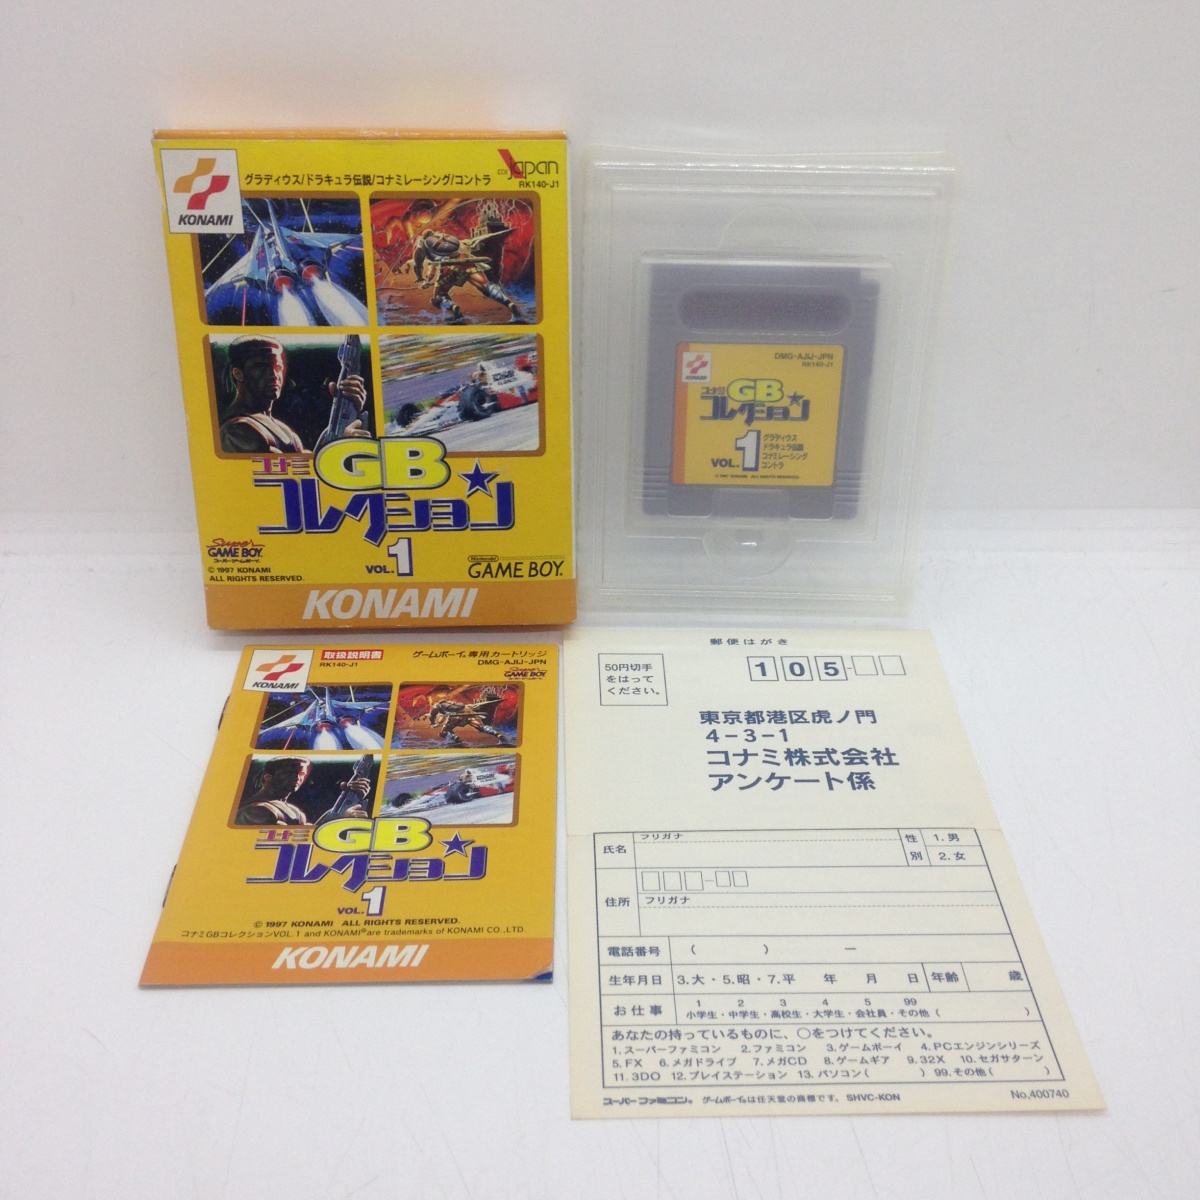 KONAMI
グラディウス/ドラキュラ伝説/コナミレーシング/コントラ
Japan
RK140-J1
コナミ GB
コレクション
VOL.1
Super
GAME BOY
スーパーゲームボーイ
© 1997 KONAMI
ALL RIGHTS RESERVED.
Nintendo
GAME BOY
KONAMI
KONAMI
DMG-AJIJ-JPN
RK140-J1
コナミ GB
コレクション
VOL.1
グラディウス
ドラキュラ伝説
コナミレーシング
コントラ
© 1997 KONAMI ALL RIGHTS RESERVED.
KONAMI
取扱説明書
RK140-J1
ゲームボーイ®専用カートリッジ
DMG-AJIJ-JPN
Super
GAME BOY
コナミ GB
コレクション
VOL.1
© 1997 KONAMI ALL RIGHTS RESERVED.
コナミGBコレクションVOL.1 and KONAMI® are trademarks of KONAMI CO.,LTD.
KONAMI
郵便はがき
50円切手
をはって
ください。
105-
東京都港区虎ノ門
4-3-1
コナミ株式会社
アンケート係
氏名
フリガナ
性別
1. 男
2. 女
住所
フリガナ
電話番号 ( ) ー
生年月日 3.大・5.昭・7.平 年 月 日 年齢 歳
お仕事
1 2 3 4 5 99
小学生・中学生・高校生・大学生・会社員・その他( )
あなたの持っているものに、○をつけてください。
1.スーパーファミコン 2.ファミコン 3.ゲームボーイ 4.PCエンジンシリーズ
5.FX 6.メガドライブ 7.メガCD 8.ゲームギア 9.32X 10.セガサターン
11.3DO 12.プレイステーション 13.パソコン( ) 99.その他( )
スーパーファミコン® ゲームボーイ®は任天堂の商標です。 SHVC-KON
No,400740